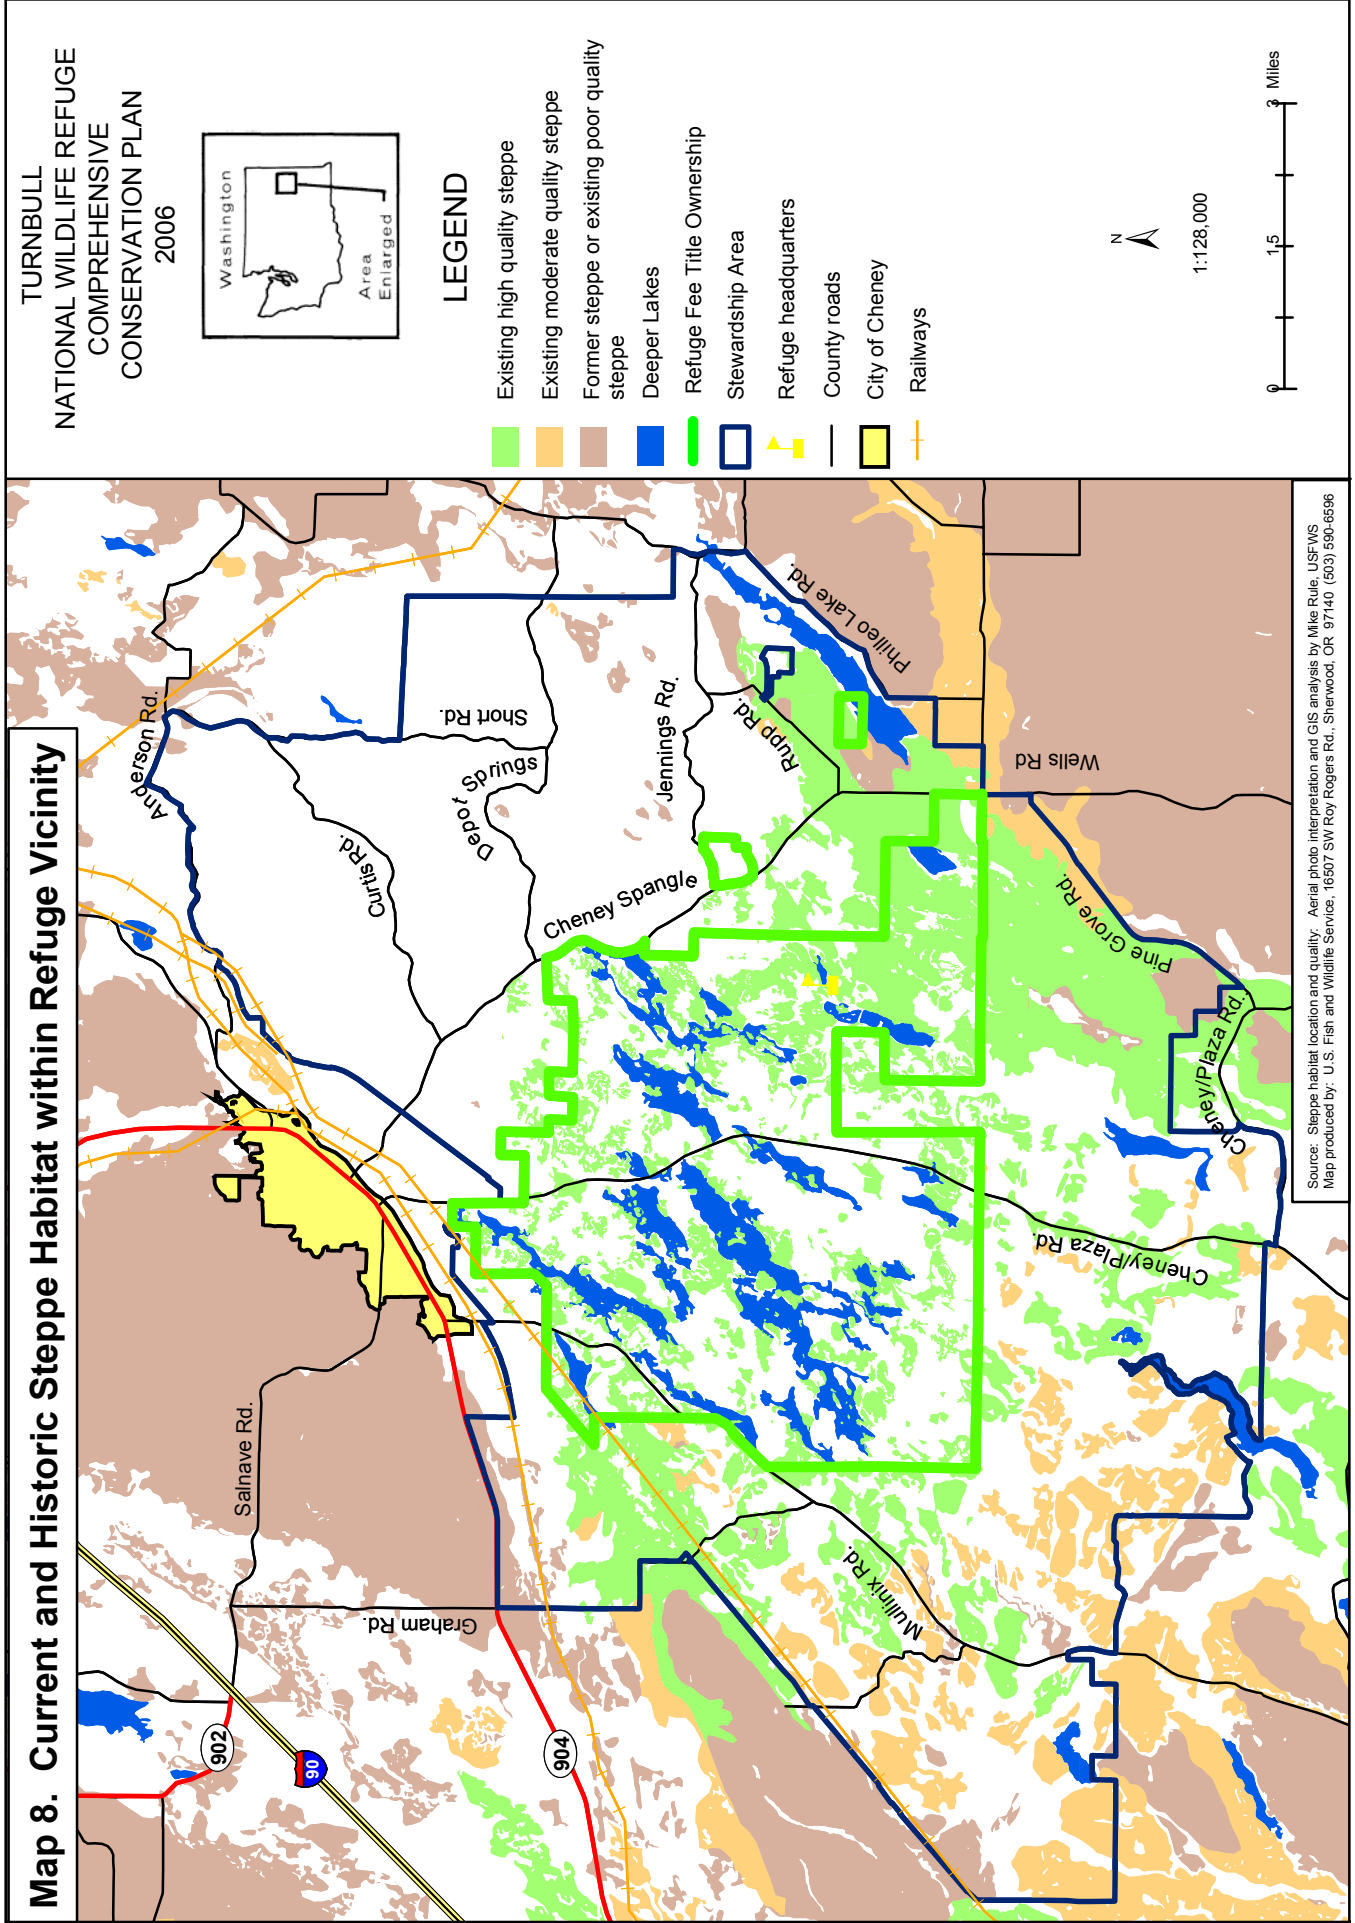 Map 8.  Current and Historic Steppe Habitat within Refuge Vicinity
TURNBULL
NATIONAL WILDLIFE REFUGE
COMPREHENSIVE
CONSERVATION PLAN
2006
Washington
Area
Enlarged
LEGEND
Existing high quality steppe
Existing moderate quality steppe
Former steppe or existing poor quality
steppe
Deeper Lakes
Refuge Fee Title Ownership
Stewardship Area
Refuge headquarters
County roads
City of Cheney
Railways
N
1:128,000
0 1.5 3 Miles
902
90
904
Salnave Rd.
Graham Rd.
Anderson Rd.
Curtis Rd.
Short Rd.
Depot Springs
Cheney Spangle
Jennings Rd.
Rupp Rd.
Philleo Lake Rd.
Wells Rd
Pine Grove Rd.
Cheney/Plaza Rd.
Cheney/Plaza Rd.
Mullinix Rd.
Source:  Steppe habitat location and quality:  Aerial photo interpretation and GIS analysis by Mike Rule, USFWS
Map produced by:  U.S. Fish and Wildlife Service, 16507 SW Roy Rogers Rd., Sherwood, OR  97140  (503) 590-6596